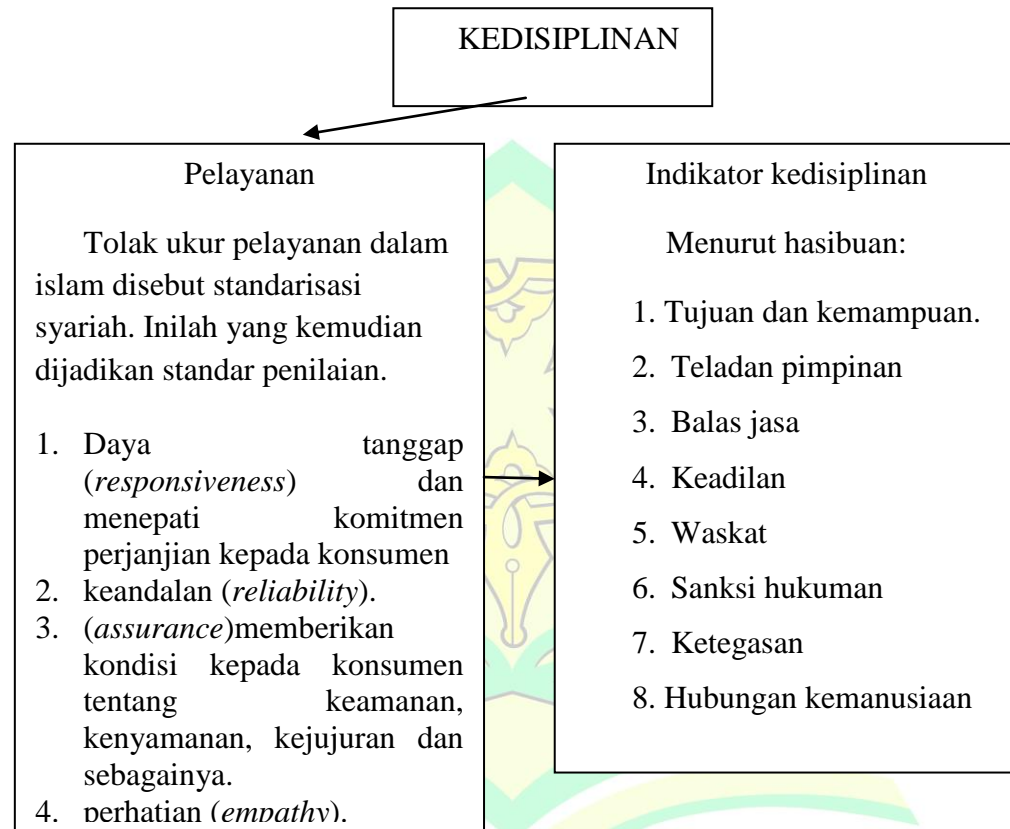 KEDISIPLINAN
Pelayanan
Tolak ukur pelayanan dalam
islam disebut standarisasi
syariah. Inilah yang kemudian
dijadikan standar penilaian.
1. Daya tanggap
(responsiveness) dan
menepati komitmen
perjanjian kepada konsumen
2. keandalan (reliability).
3. (assurance)memberikan
kondisi kepada konsumen
tentang keamanan,
kenyamanan, kejujuran dan
sebagainya.
4. perhatian (empathy).
Indikator kedisiplinan
Menurut hasibuan:
1. Tujuan dan kemampuan.
2. Teladan pimpinan
3. Balas jasa
4. Keadilan
5. Waskat
6. Sanksi hukuman
7. Ketegasan
8. Hubungan kemanusiaan